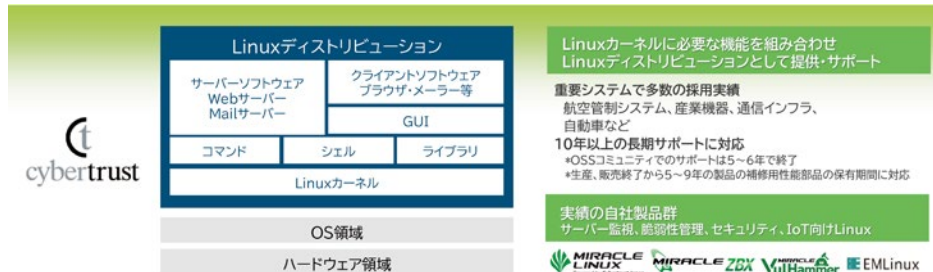 cybertrust
Linuxディストリビューション
サーバーソフトウェア
Webサーバー
Mailサーバー
クライアントソフトウェア
ブラウザ・メーラー等
GUI
コマンド
シェル
ライブラリ
Linuxカーネル
OS領域
ハードウェア領域
Linuxカーネルに必要な機能を組み合わせ
Linuxディストリビューションとして提供・サポート
重要システムで多数の採用実績
航空管制システム、産業機器、通信インフラ、
自動車など
10年以上の長期サポートに対応
*OSSコミュニティでのサポートは5~6年で終了
*生産、販売終了から5~9年の製品の補修用性能部品の保有期間に対応
実績の自社製品群
サーバー監視、脆弱性管理、セキュリティ、IoT向けLinux
MIRACLE LINUX
MIRACLE ZBX
MIRACLE VulHammer
EMLinux